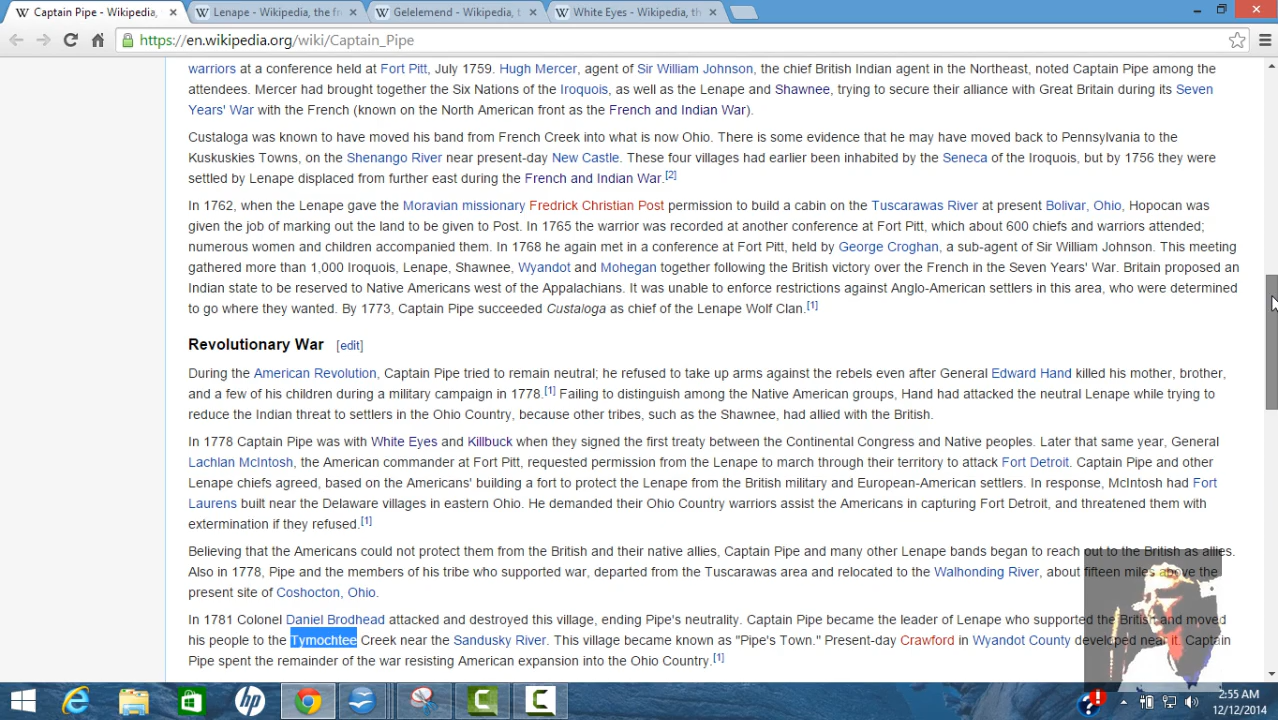 Captain Pipe - Wikipedia,
Lenape - Wikipedia, the fr
Gelelemend - Wikipedia, t
White Eyes - Wikipedia, th
https://en.wikipedia.org/wiki/Captain_Pipe
warriors at a conference held at Fort Pitt, July 1759. Hugh Mercer, agent of Sir William Johnson, the chief British Indian agent in the Northeast, noted Captain Pipe among the
attendees. Mercer had brought together the Six Nations of the Iroquois, as well as the Lenape and Shawnee, trying to secure their alliance with Great Britain during its Seven
Years' War with the French (known on the North American front as the French and Indian War).
Custaloga was known to have moved his band from French Creek into what is now Ohio. There is some evidence that he may have moved back to Pennsylvania to the
Kuskuskies Towns, on the Shenango River near present-day New Castle. These four villages had earlier been inhabited by the Seneca of the Iroquois, but by 1756 they were
settled by Lenape displaced from further east during the French and Indian War.[2]
In 1762, when the Lenape gave the Moravian missionary Fredrick Christian Post permission to build a cabin on the Tuscarawas River at present Bolivar, Ohio, Hopocan was
given the job of marking out the land to be given to Post. In 1765 the warrior was recorded at another conference at Fort Pitt, which about 600 chiefs and warriors attended;
numerous women and children accompanied them. In 1768 he again met in a conference at Fort Pitt, held by George Croghan, a sub-agent of Sir William Johnson. This meeting
gathered more than 1,000 Iroquois, Lenape, Shawnee, Wyandot and Mohegan together following the British victory over the French in the Seven Years' War. Britain proposed an
Indian state to be reserved to Native Americans west of the Appalachians. It was unable to enforce restrictions against Anglo-American settlers in this area, who were determined
to go where they wanted. By 1773, Captain Pipe succeeded Custaloga as chief of the Lenape Wolf Clan.[1]
Revolutionary War [edit]
During the American Revolution, Captain Pipe tried to remain neutral; he refused to take up arms against the rebels even after General Edward Hand killed his mother, brother,
and a few of his children during a military campaign in 1778.[1] Failing to distinguish among the Native American groups, Hand had attacked the neutral Lenape while trying to
reduce the Indian threat to settlers in the Ohio Country, because other tribes, such as the Shawnee, had allied with the British.
In 1778 Captain Pipe was with White Eyes and Killbuck when they signed the first treaty between the Continental Congress and Native peoples. Later that same year, General
Lachlan McIntosh, the American commander at Fort Pitt, requested permission from the Lenape to march through their territory to attack Fort Detroit. Captain Pipe and other
Lenape chiefs agreed, based on the Americans' building a fort to protect the Lenape from the British military and European-American settlers. In response, McIntosh had Fort
Laurens built near the Delaware villages in eastern Ohio. He demanded their Ohio Country warriors assist the Americans in capturing Fort Detroit, and threatened them with
extermination if they refused.[1]
Believing that the Americans could not protect them from the British and their native allies, Captain Pipe and many other Lenape bands began to reach out to the British as allies.
Also in 1778, Pipe and the members of his tribe who supported war, departed from the Tuscarawas area and relocated to the Walhonding River, about fifteen miles above the
present site of Coshocton, Ohio.
In 1781 Colonel Daniel Brodhead attacked and destroyed this village, ending Pipe's neutrality. Captain Pipe became the leader of Lenape who supported the British and moved
his people to the Tymochtee Creek near the Sandusky River. This village became known as "Pipe's Town." Present-day Crawford in Wyandot County developed near it. Captain
Pipe spent the remainder of the war resisting American expansion into the Ohio Country.[1]
2:55 AM
12/12/2014